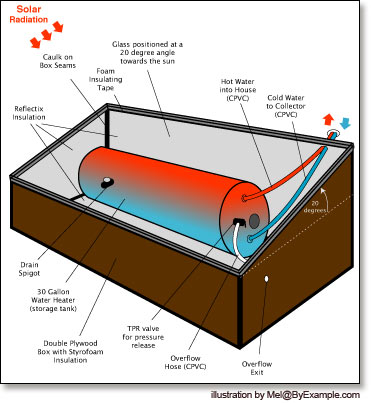 Solar
Radiation
Caulk on
Box Seams
Glass positioned at a
20 degree angle
towards the sun
Foam
Insulating
Tape
Hot Water
into House
(CPVC)
Cold Water
to Collector
(CPVC)
Reflectix
Insulation
20
degrees
Drain
Spigot
30 Gallon
Water Heater
(storage tank)
Double Plywood
Box with Styrofoam
Insulation
TPR valve
for pressure
release
Overflow
Hose (CPVC)
Overflow
Exit
illustration by Mel@ByExample.com